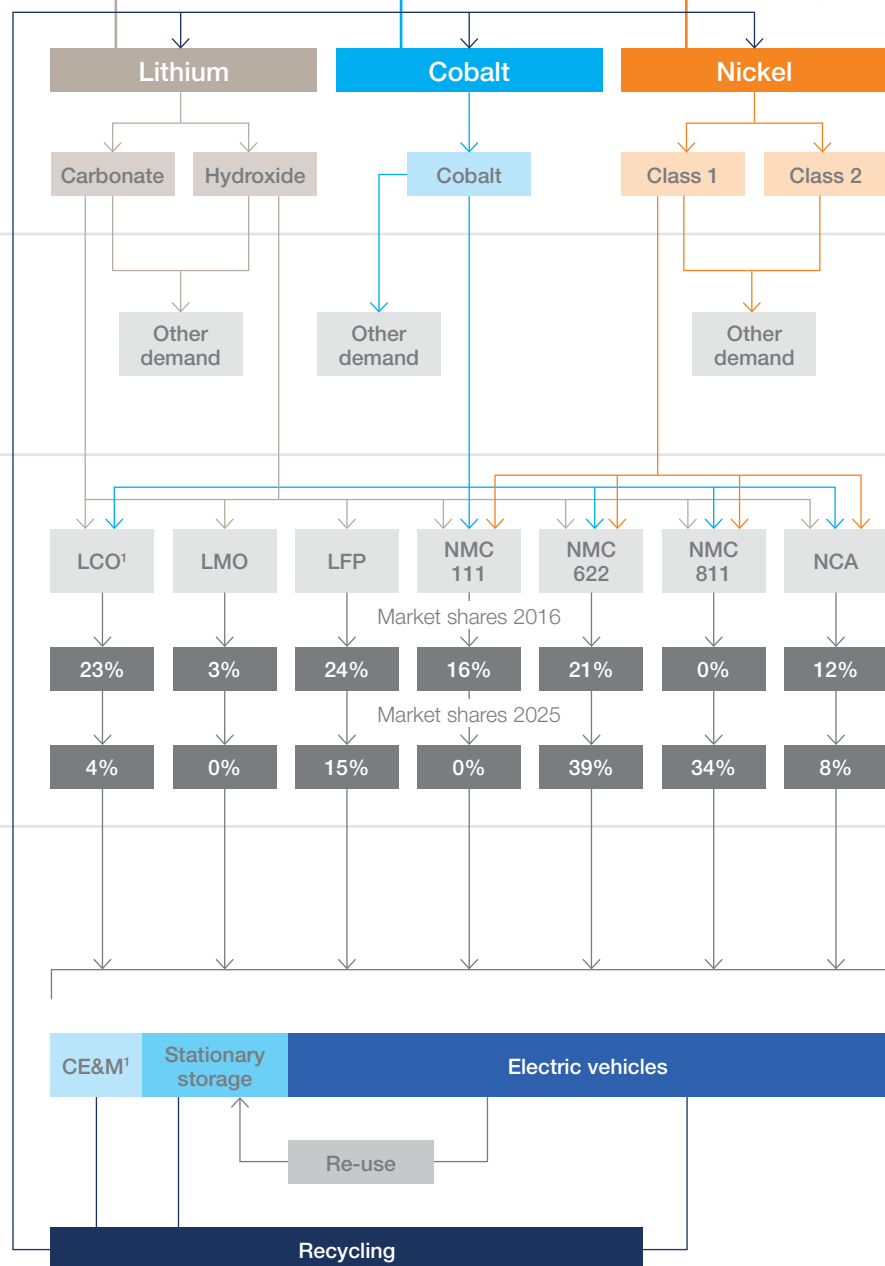 Lithium
Cobalt
Nickel
Carbonate
Hydroxide
Cobalt
Class 1
Class 2
Other
demand
Other
demand
Other
demand
LCO¹
LMO
LFP
NMC
111
NMC
622
NMC
811
NCA
Market shares 2016
23%
3%
24%
16%
21%
0%
12%
Market shares 2025
4%
0%
15%
0%
39%
34%
8%
CE&M¹
Stationary
storage
Electric vehicles
Re-use
Recycling